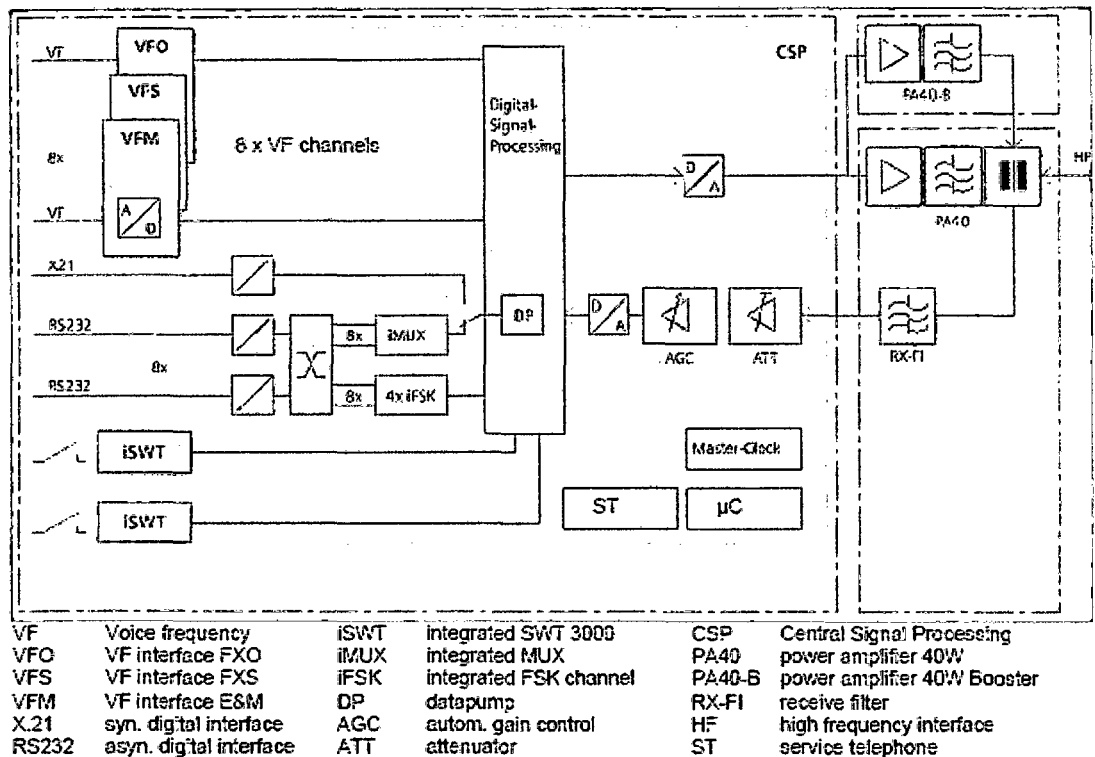 VF
VFO
VFS
VFM
8x
8 x VF channels
VF
A
D
Digital-
Signal-
Processing
CSP
D
A
PA40-B
HF
PA40
X.21
RS232
8x
iMUX
8x
RS232
8x
4x iFSK
DP
D
A
AGC
ATT
RX-FI
iSWT
iSWT
Master-Clock
ST
µC
VF Voice frequency iSWT integrated SWT 3000 CSP Central Signal Processing
VFO VF interface FXO iMUX integrated MUX PA40 power amplifier 40W
VFS VF interface FXS iFSK integrated FSK channel PA40-B power amplifier 40W Booster
VFM VF interface E&M DP datapump RX-FI receive filter
X.21 syn. digital interface AGC autom. gain control HF high frequency interface
RS232 asyn. digital interface ATT attenuator ST service telephone